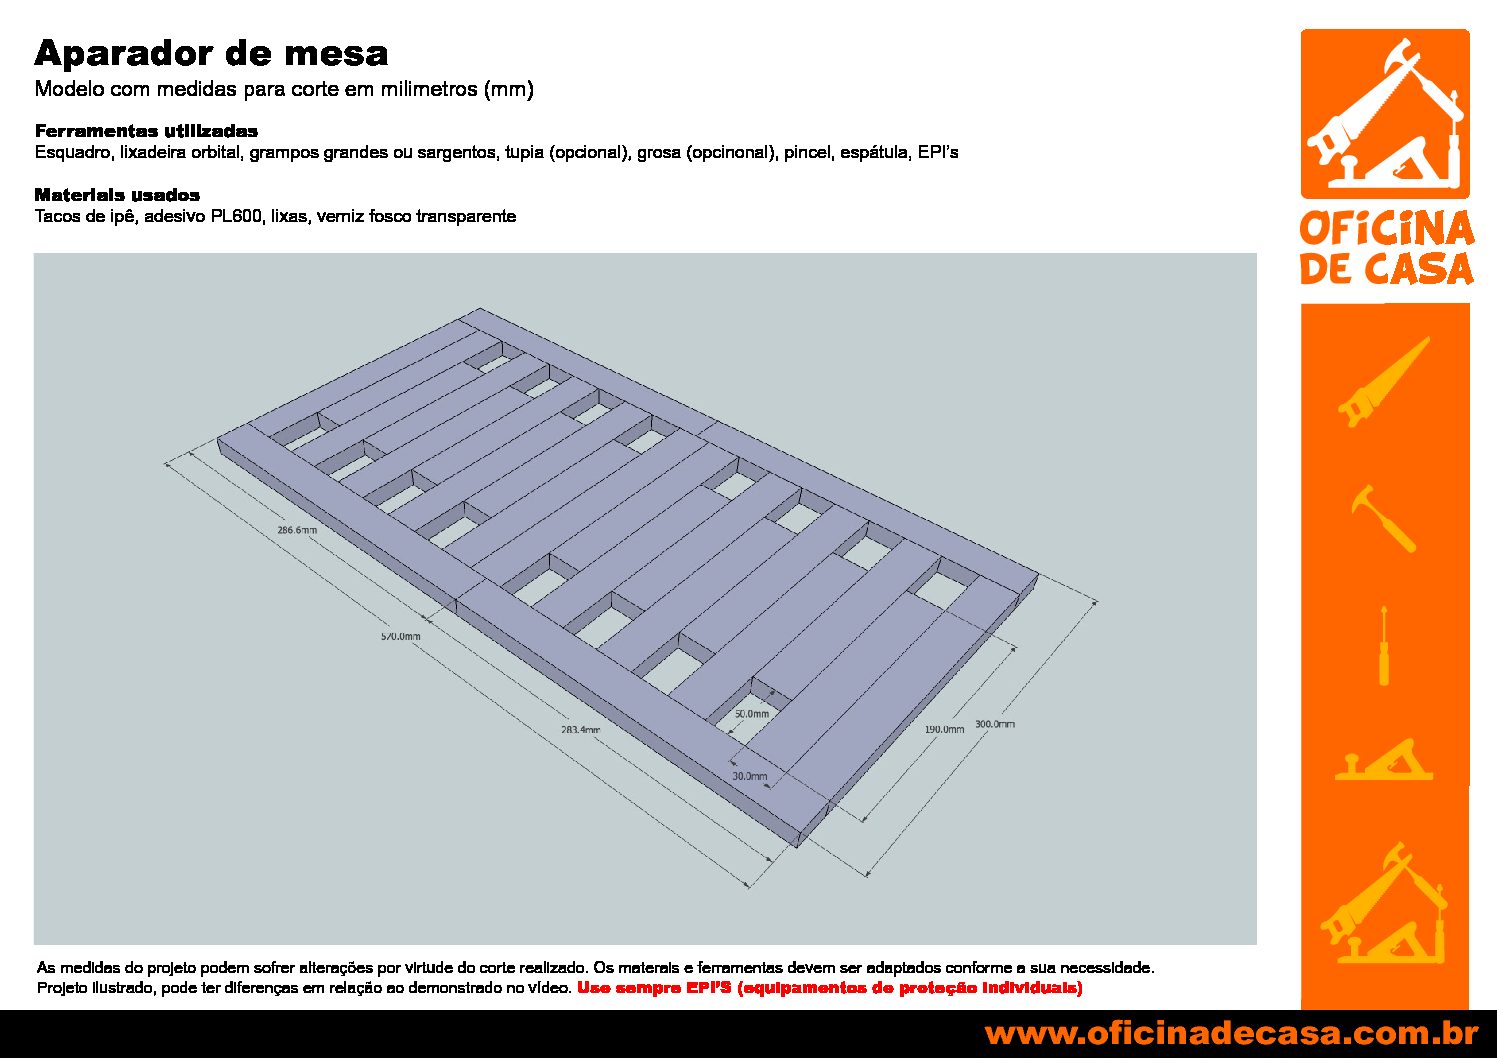 Aparador de mesa
Modelo com medidas para corte em milimetros (mm)
Ferramentas utilizadas
Esquadro, lixadeira orbital, grampos grandes ou sargentos, tupia (opcional), grosa (opcinonal), pincel, espátula, EPI's
Materiais usados
Tacos de ipê, adesivo PL600, lixas, verniz fosco transparente
OFiCiNA
DE CASA
286.6mm
570.0mm
283.4mm
50.0mm
30.0mm
190.0mm
300.0mm
As medidas do projeto podem sofrer alterações por virtude do corte realizado. Os materais e ferramentas devem ser adaptados conforme a sua necessidade.
Projeto ilustrado, pode ter diferenças em relação ao demonstrado no vídeo. Use sempre EPI'S (equipamentos de proteção individuais)
www.oficinadecasa.com.br